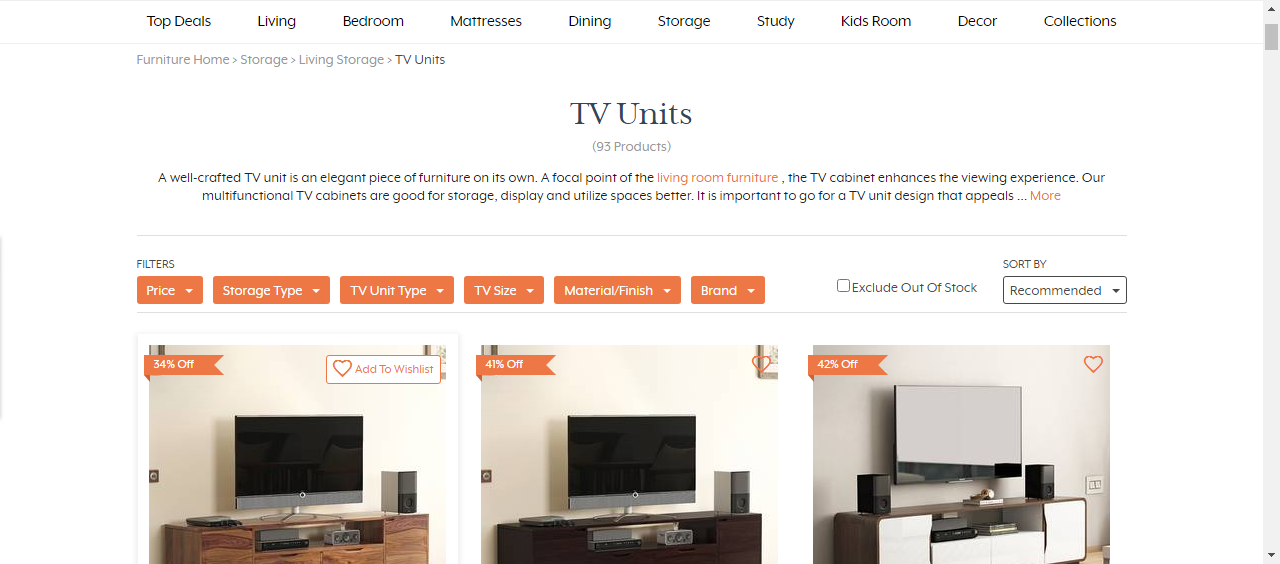 Top Deals Living Bedroom Mattresses Dining Storage Study Kids Room Decor Collections
Furniture Home > Storage > Living Storage > TV Units
TV Units
(93 Products)
A well-crafted TV unit is an elegant piece of furniture on its own. A focal point of the living room furniture , the TV cabinet enhances the viewing experience. Our
multifunctional TV cabinets are good for storage, display and utilize spaces better. It is important to go for a TV unit design that appeals ... More
FILTERS
SORT BY
Price Storage Type TV Unit Type TV Size Material/Finish Brand
Exclude Out Of Stock
Recommended
34% Off
Add To Wishlist
41% Off
42% Off